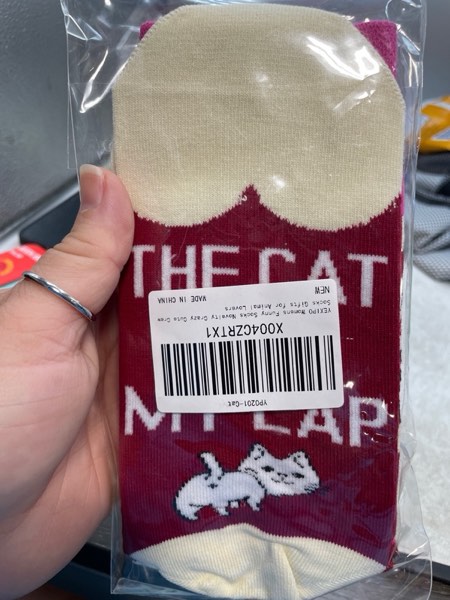 THE CAT
MY LAP
YP0201-Cat
X004CZRTX1
YEKIPO Womens Funny Socks Novelty Crazy Cute Crew
Socks Gifts for Animal Lovers
NEW
MADE IN CHINA